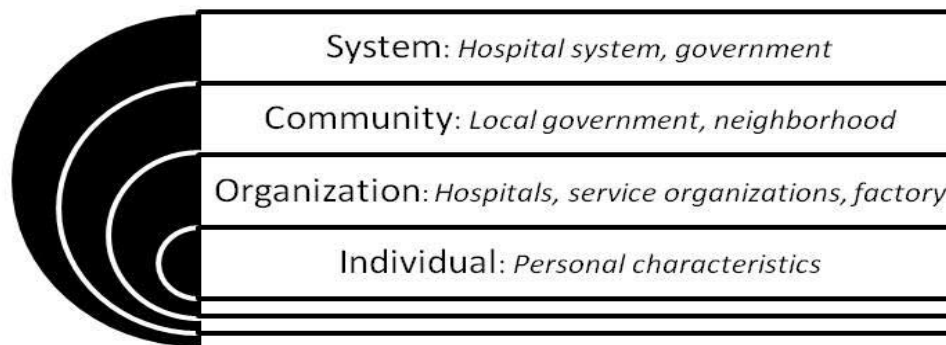 System: Hospital system, government
Community: Local government, neighborhood
Organization: Hospitals, service organizations, factory
Individual: Personal characteristics